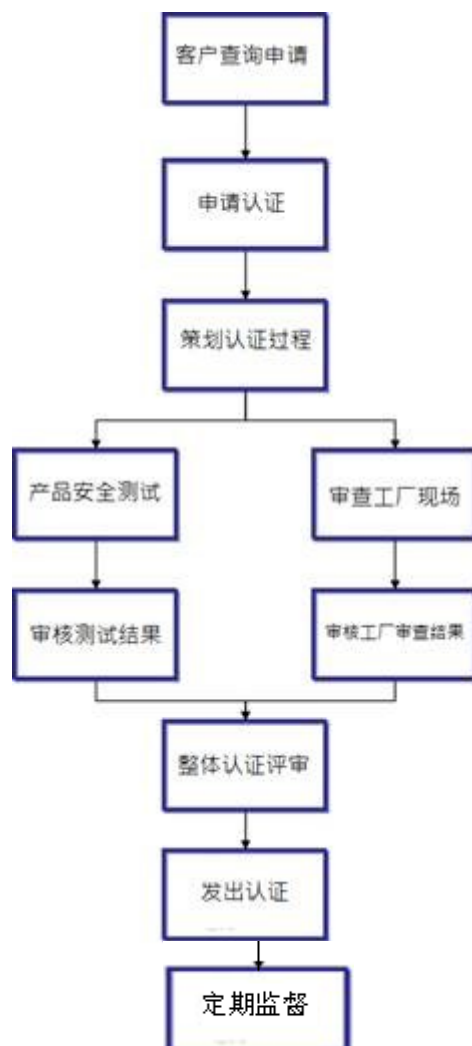 客户查询申请
申请认证
策划认证过程
产品安全测试
审查工厂现场
审核测试结果
审核工厂审查结果
整体认证评审
发出认证
定期监督